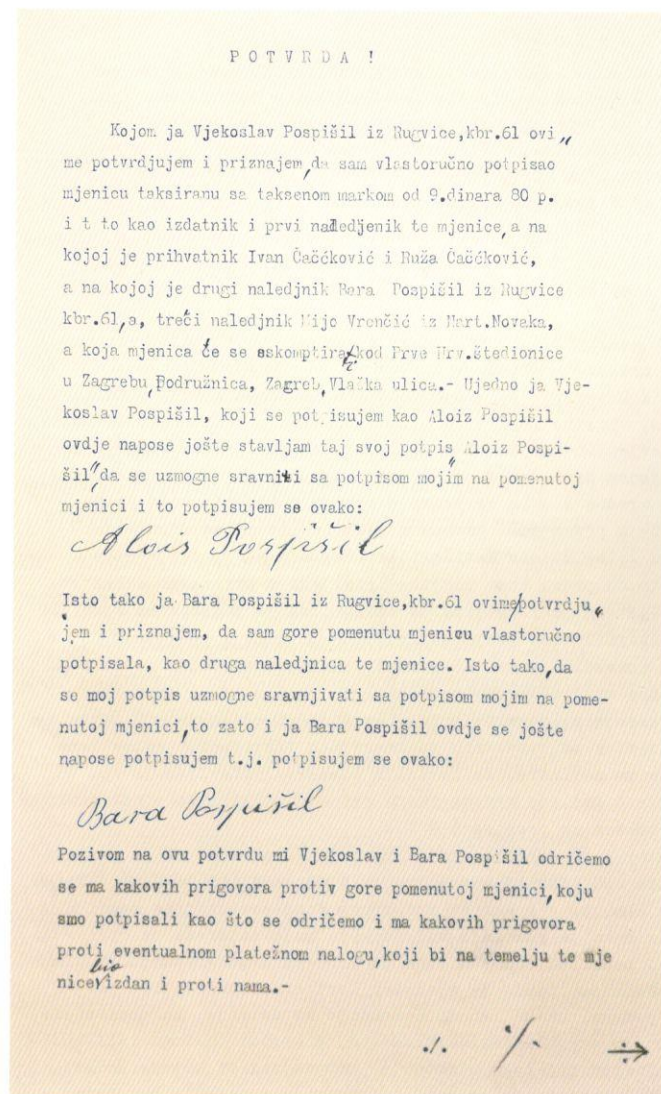 P O T V R D A !
Kojom ja Vjekoslav Pospišil iz Rugvice,kbr.61 ovi„
me potvrdjujem i priznajem,da sam vlastoručno potpisao
mjenicu taksiranu sa taksenom markom od 9.dinara 80 p.
i t to kao izdatnik i prvi naledjenik te mjenice,a na
kojoj je prihvatnik Ivan Čačćković i Ruža Čačćković,
a na kojoj je drugi naledjnik Bara Pospišil iz Rugvice
kbr.61,a, treći naledjnik Mijo Vrenčić iz Hart.Novaka,
a koja mjenica će se eskomptirati kod Prve Hrv.štedionice
u Zagrebu,Podružnica, Zagreb,Vlaška ulica.- Ujedno ja Vje-
koslav Pospišil, koji se potpisujem kao Aloiz Pospišil
ovdje napose jošte stavljam taj svoj potpis Aloiz Pospi-
šil",da se uzmogne sravniti sa potpisom mojim" na pomenutoj
mjenici i to potpisujem se ovako:
Alois Pospišil
Isto tako ja Bara Pospišil iz Rugvice,kbr.61 ovime/potvrdju„
jem i priznajem, da sam gore pomenutu mjenicu vlastoručno
potpisala, kao druga naledjnica te mjenice. Isto tako,da
se moj potpis uzmogne sravnjivati sa potpisom mojim na pome-
nutoj mjenici,to zato i ja Bara Pospišil ovdje se jošte
napose potpisujem t.j. potpisujem se ovako:
Bara Pospišil
Pozivom na ovu potvrdu mi Vjekoslav i Bara Pospišil odričemo
se ma kakovih prigovora protiv gore pomenutoj mjenici,koju
smo potpisali kao što se odričemo i ma kakovih prigovora
proti eventualnom platežnom nalogu,koji bi na temelju te mje
nice bio izdan i proti nama.-
./. ·/·